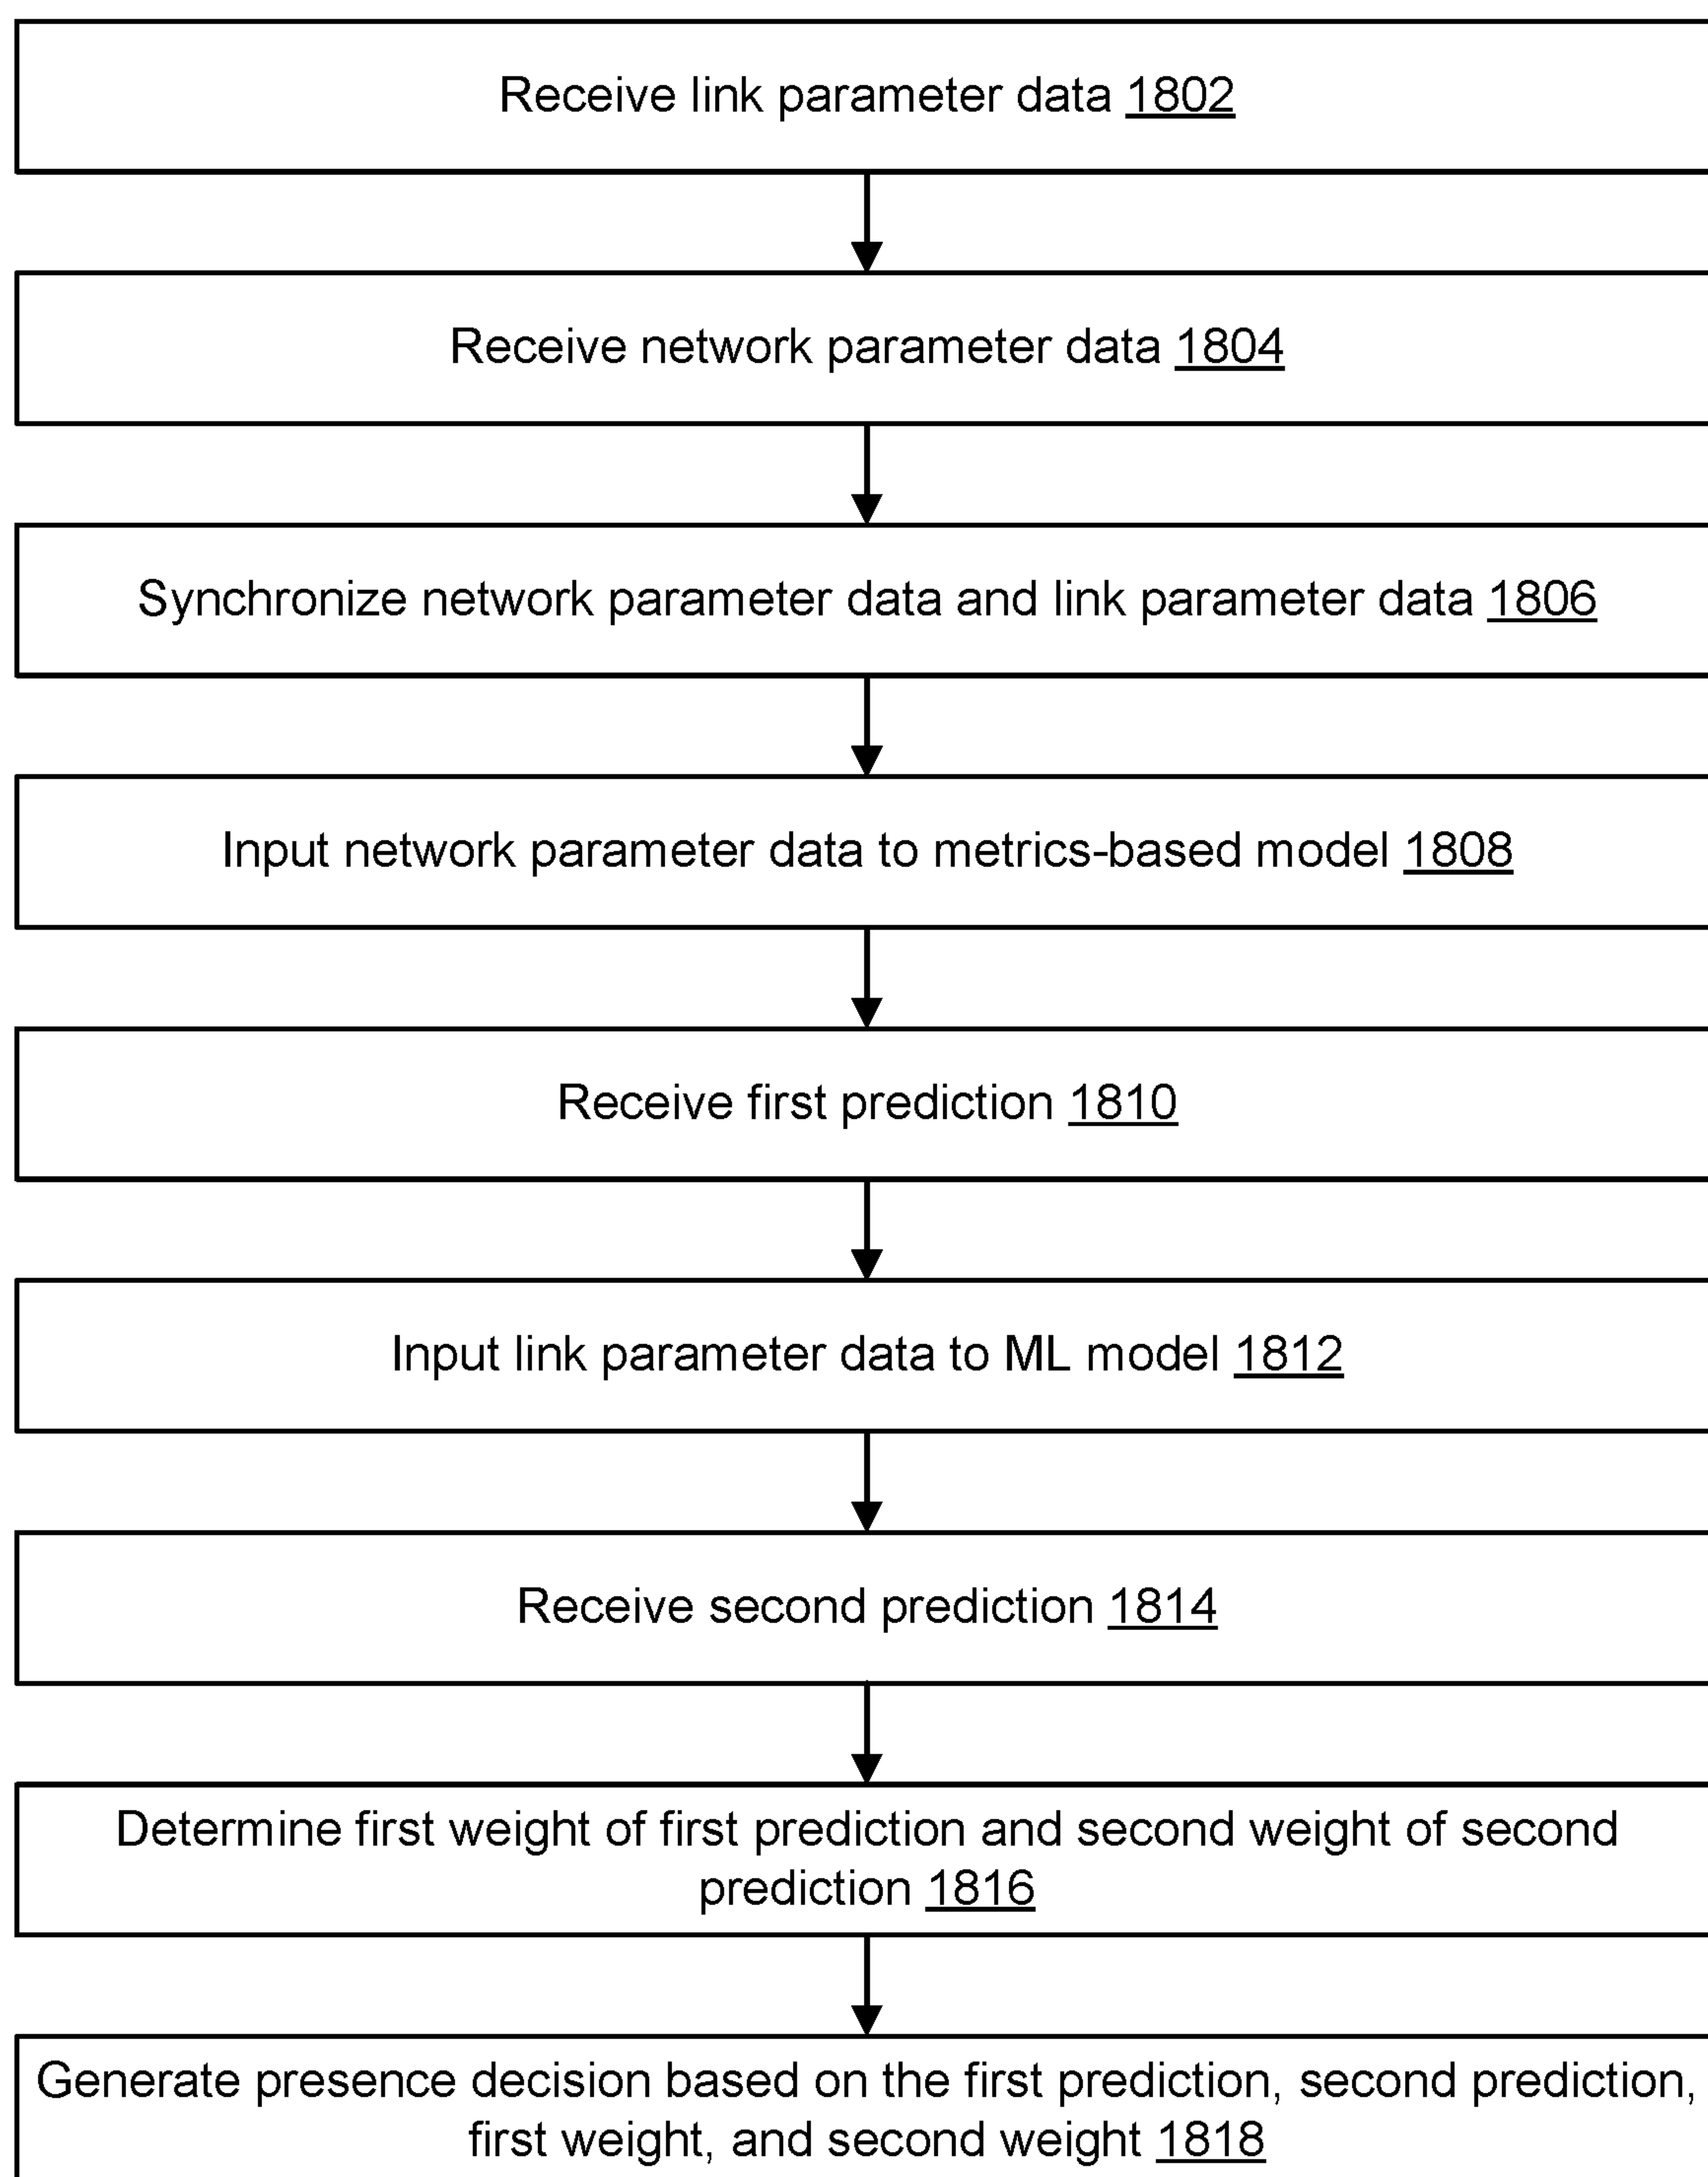 Receive link parameter data 1802
Receive network parameter data 1804
Synchronize network parameter data and link parameter data 1806
Input network parameter data to metrics-based model 1808
Receive first prediction 1810
Input link parameter data to ML model 1812
Receive second prediction 1814
Determine first weight of first prediction and second weight of second
prediction 1816
Generate presence decision based on the first prediction, second prediction,
first weight, and second weight 1818